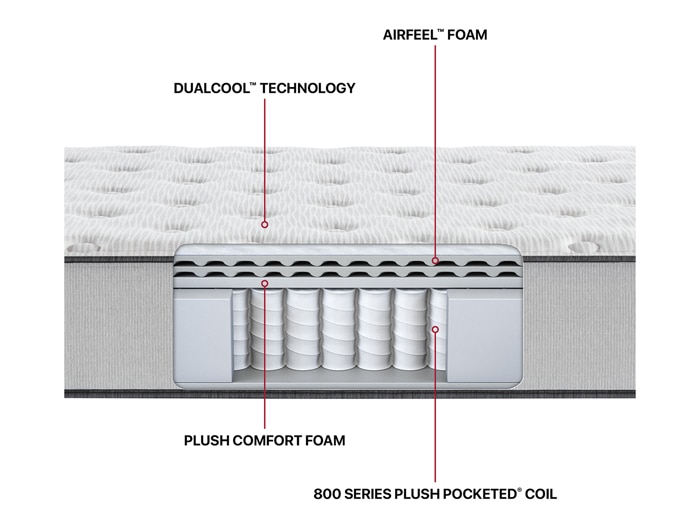 AIRFEEL™ FOAM
DUALCOOL™ TECHNOLOGY
PLUSH COMFORT FOAM
800 SERIES PLUSH POCKETED® COIL